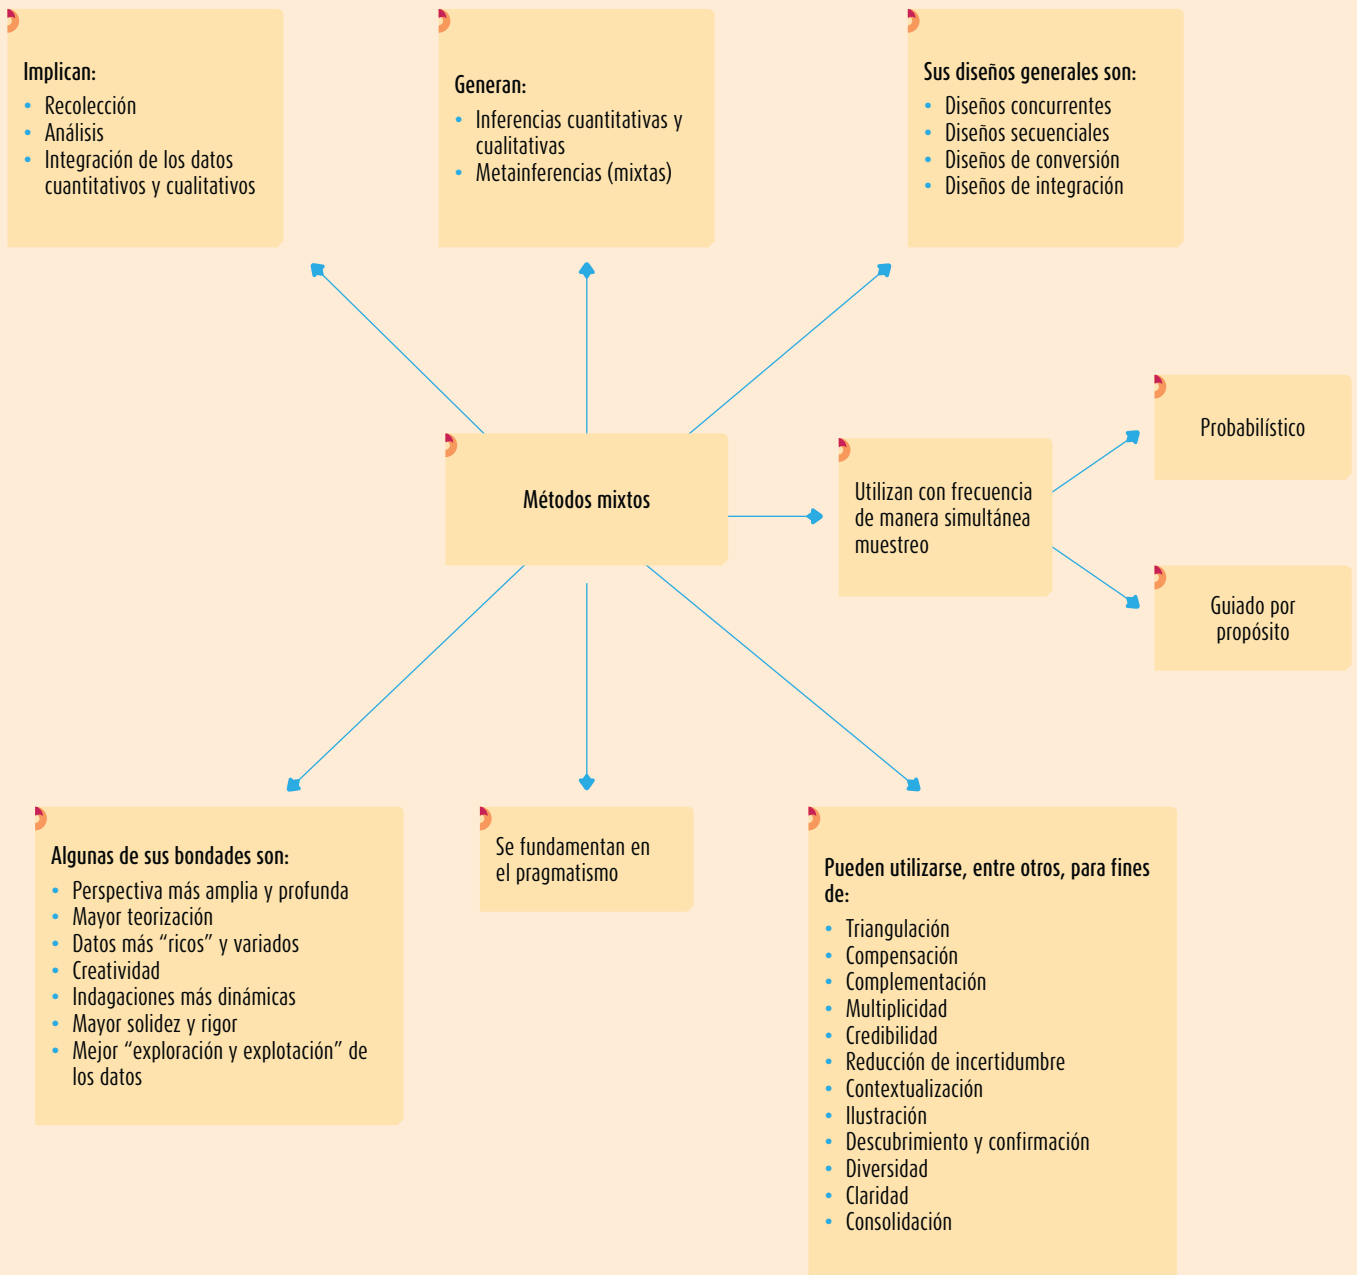 Implican:
• Recolección
• Análisis
• Integración de los datos
cuantitativos y cualitativos
Generan:
• Inferencias cuantitativas y
cualitativas
• Metainferencias (mixtas)
Sus diseños generales son:
• Diseños concurrentes
• Diseños secuenciales
• Diseños de conversión
• Diseños de integración
Métodos mixtos
Utilizan con frecuencia
de manera simultánea
muestreo
Probabilístico
Guiado por
propósito
Algunas de sus bondades son:
• Perspectiva más amplia y profunda
• Mayor teorización
• Datos más “ricos” y variados
• Creatividad
• Indagaciones más dinámicas
• Mayor solidez y rigor
• Mejor “exploración y explotación” de
los datos
Se fundamentan en
el pragmatismo
Pueden utilizarse, entre otros, para fines
de:
• Triangulación
• Compensación
• Complementación
• Multiplicidad
• Credibilidad
• Reducción de incertidumbre
• Contextualización
• Ilustración
• Descubrimiento y confirmación
• Diversidad
• Claridad
• Consolidación